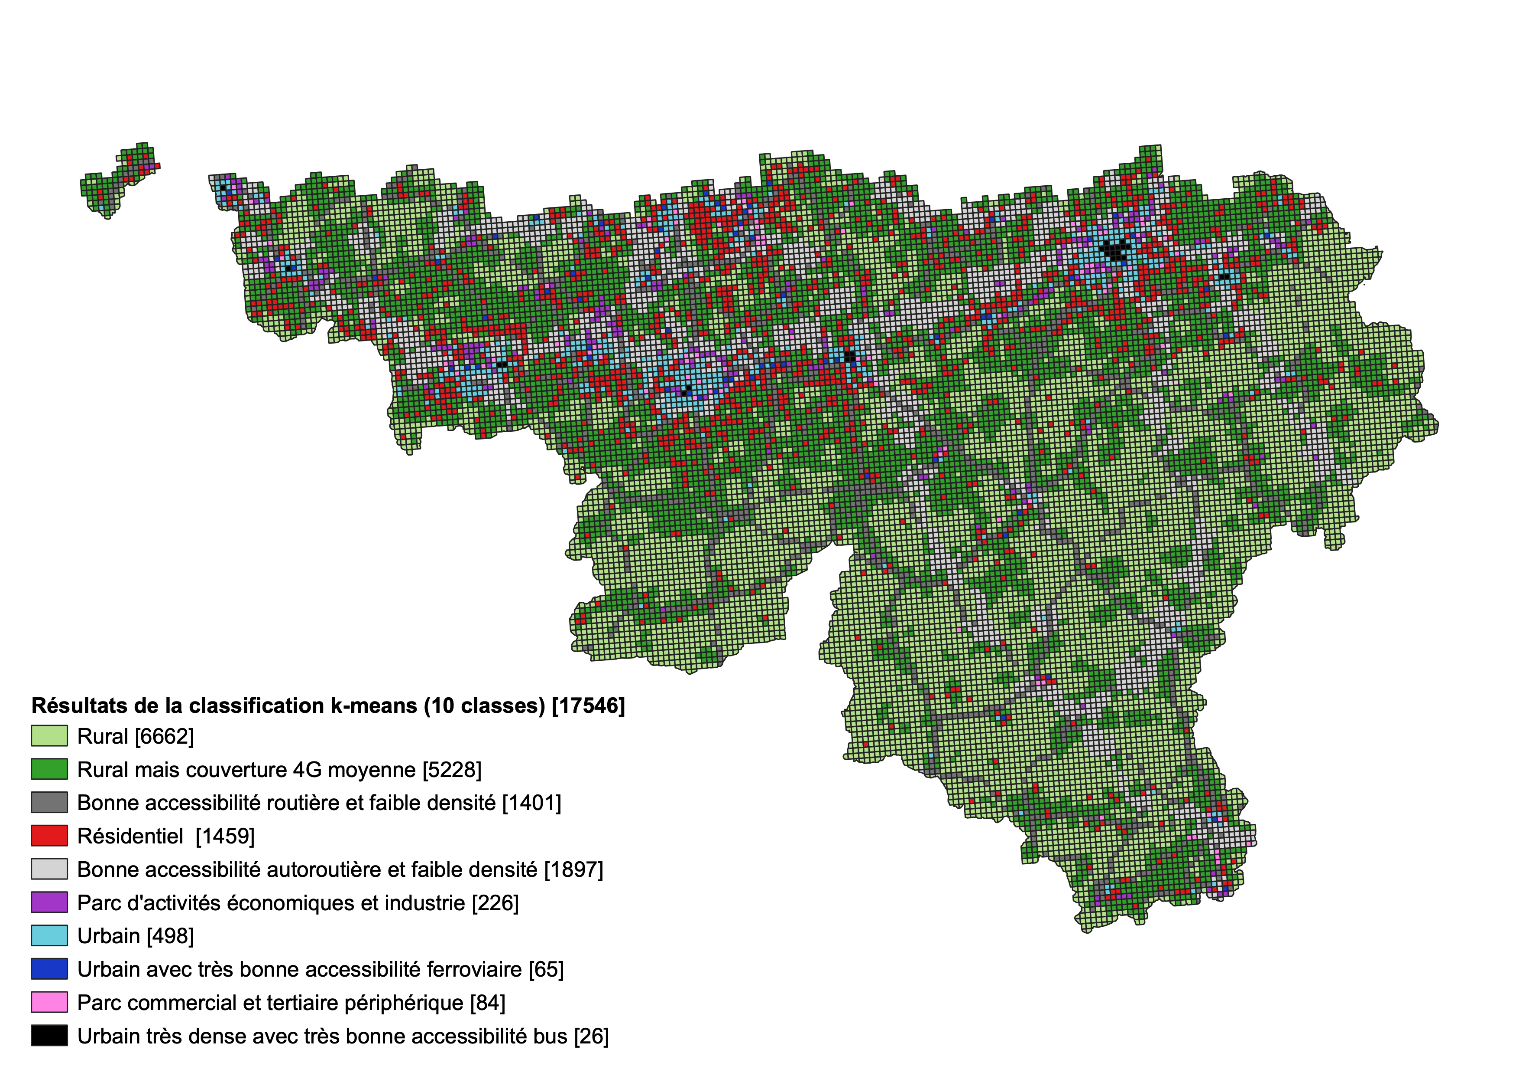 Résultats de la classification k-means (10 classes) [17546]
Rural [6662]
Rural mais couverture 4G moyenne [5228]
Bonne accessibilité routière et faible densité [1401]
Résidentiel  [1459]
Bonne accessibilité autoroutière et faible densité [1897]
Parc d'activités économiques et industrie [226]
Urbain [498]
Urbain avec très bonne accessibilité ferroviaire [65]
Parc commercial et tertiaire périphérique [84]
Urbain très dense avec très bonne accessibilité bus [26]